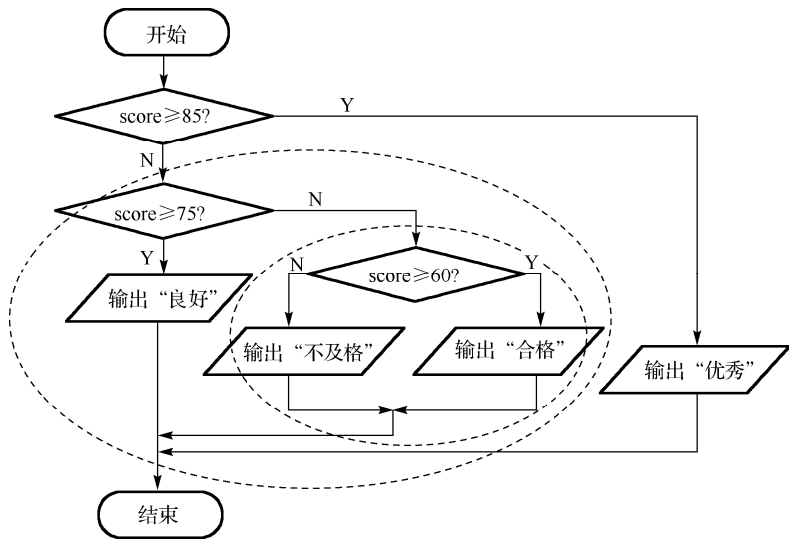 开始
score≥85?
Y
N
score≥75?
N
Y
score≥60?
N
Y
输出“良好”
输出“不及格”
输出“合格”
输出“优秀”
结束